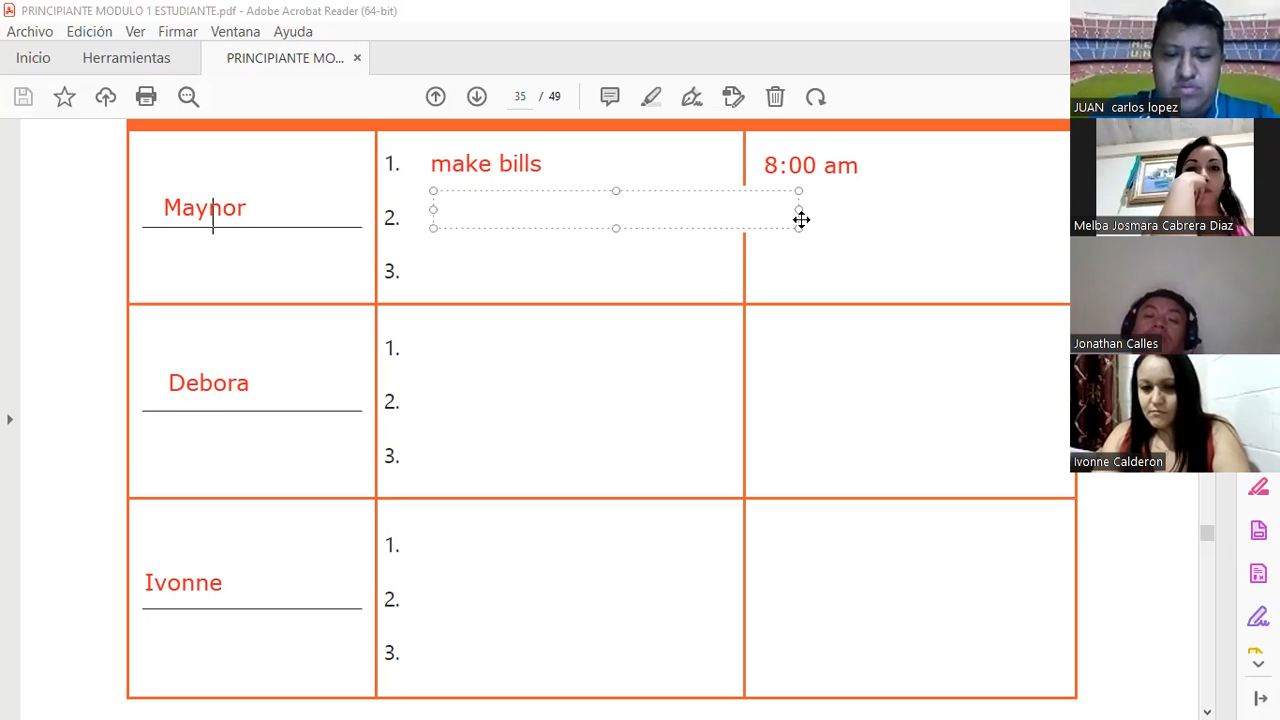 PRINCIPIANTE MODULO 1 ESTUDIANTE.pdf - Adobe Acrobat Reader (64-bit)
Archivo Edición Ver Firmar Ventana Ayuda
Inicio Herramientas PRINCIPIANTE MO... ×
35 / 49
1. make bills 8:00 am
Maynor
2.
3.
1.
Debora
2.
3.
1.
Ivonne
2.
3.
JUAN carlos lopez
Melba Josmara Cabrera Diaz
Jonathan Calles
Ivonne Calderon